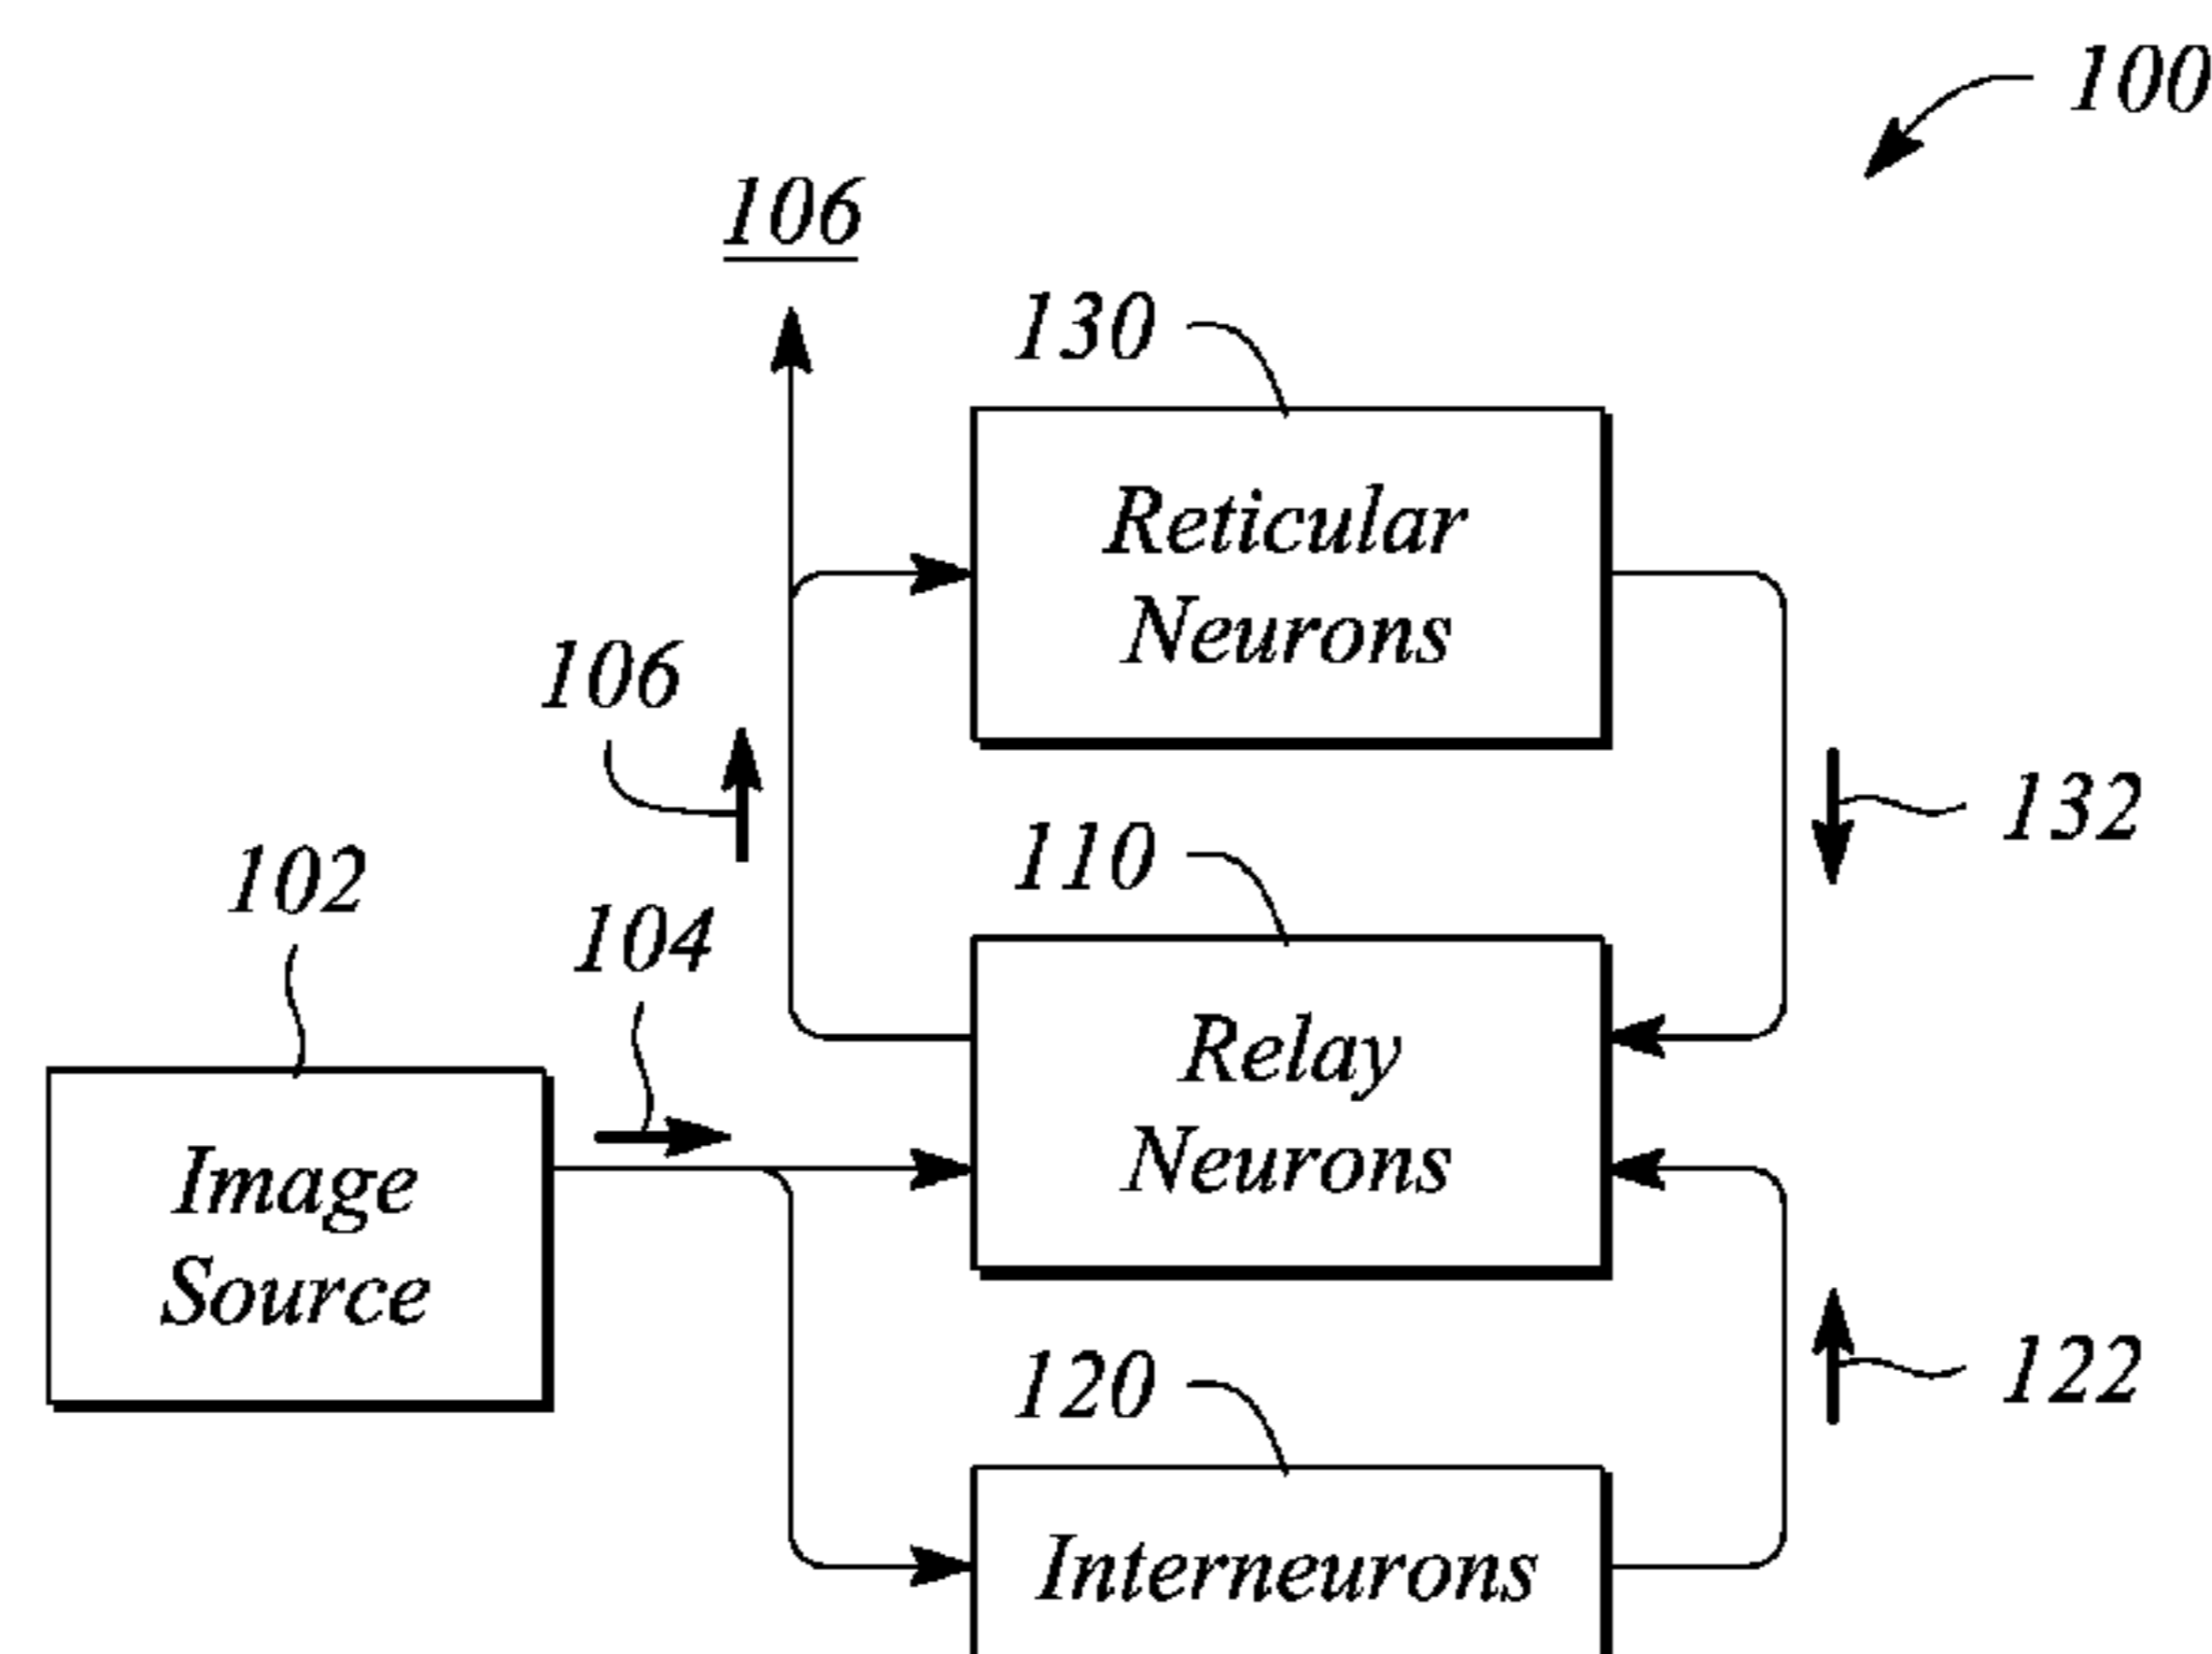 100
106
130
Reticular
Neurons
106
132
110
102
104
Relay
Neurons
Image
Source
120
122
Interneurons